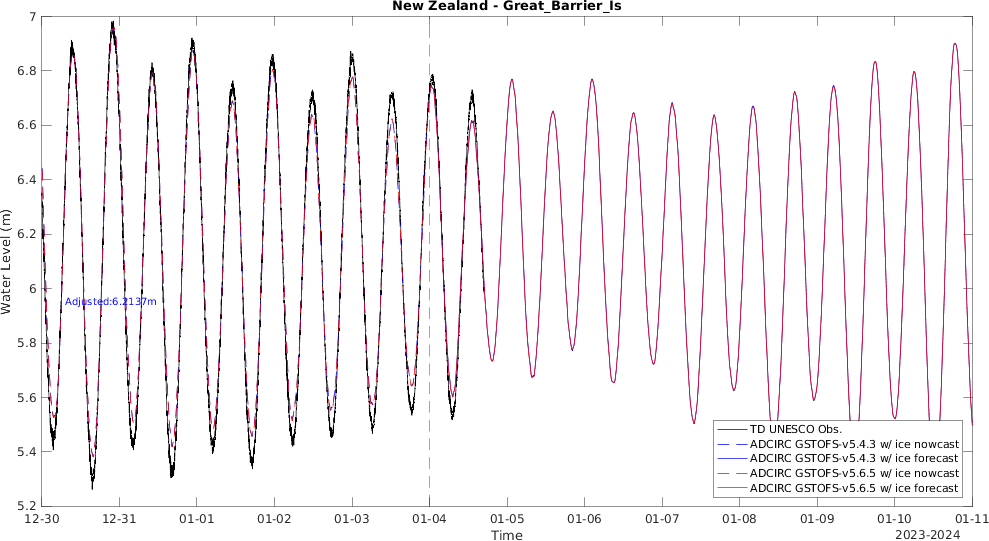 New Zealand - Great_Barrier_Is
7
6.8
6.6
6.4
6.2
6
5.8
5.6
5.4
5.2
Water Level (m)
Adjusted:6.2137m
TD UNESCO Obs.
ADCIRC GSTOFS-v5.4.3 w/ ice nowcast
ADCIRC GSTOFS-v5.4.3 w/ ice forecast
ADCIRC GSTOFS-v5.6.5 w/ ice nowcast
ADCIRC GSTOFS-v5.6.5 w/ ice forecast
12-30 12-31 01-01 01-02 01-03 01-04 01-05 01-06 01-07 01-08 01-09 01-10 01-11
Time
2023-2024